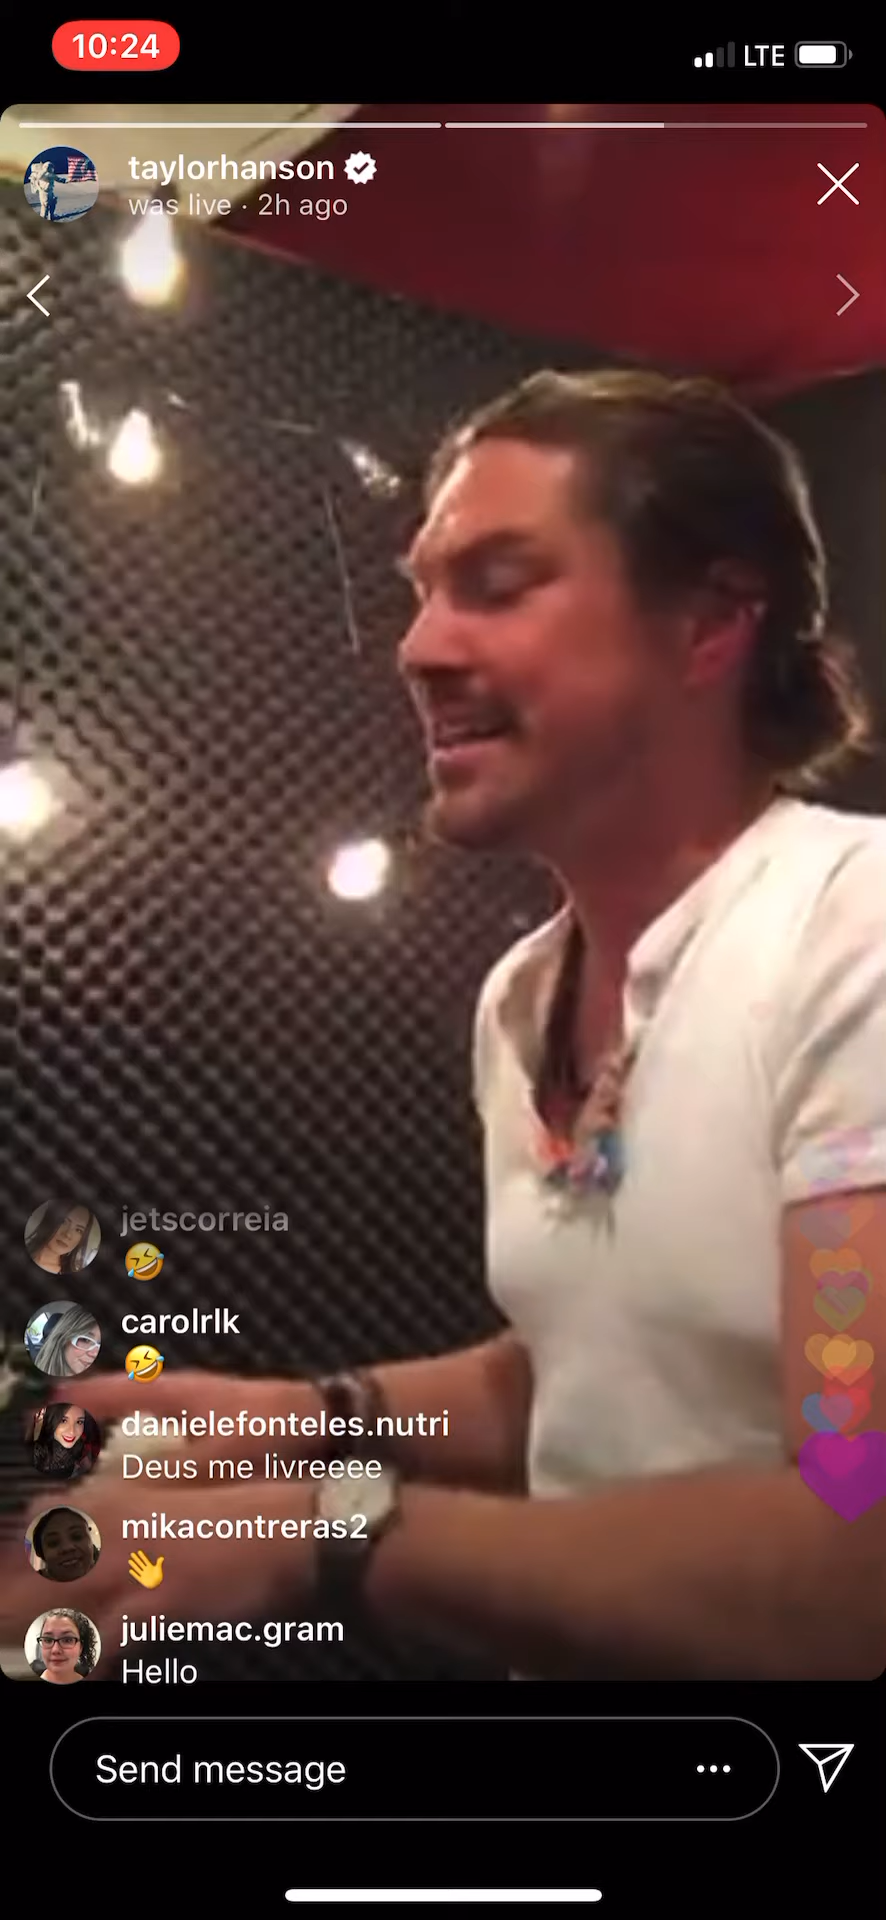 10:24
LTE
taylorhanson
was live · 2h ago
jetscorreia
🤣
carolrlk
🤣
danielefonteles.nutri
Deus me livreeee
mikacontreras2
👋
juliemac.gram
Hello
Send message